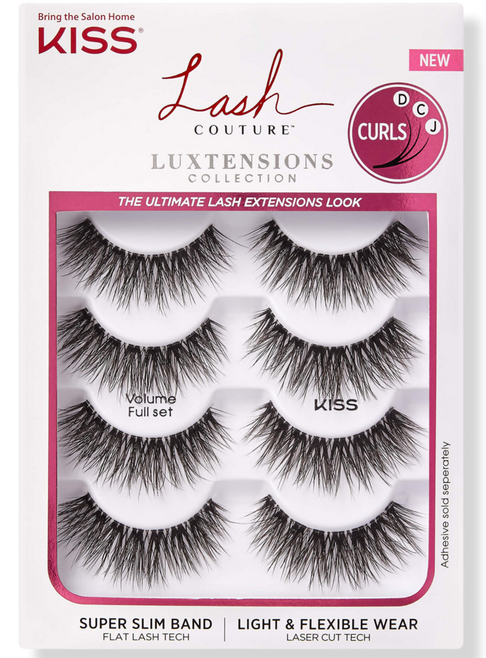 Bring the Salon Home
KISS
NEW
Lash
COUTURE™
LUXTENSIONS
COLLECTION
D
C
J
CURLS
THE ULTIMATE LASH EXTENSIONS LOOK
Volume
Full set
KISS
Adhesive sold seperately
SUPER SLIM BAND
FLAT LASH TECH
LIGHT & FLEXIBLE WEAR
LASER CUT TECH